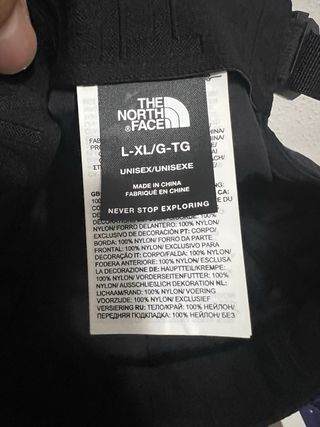 THE
NORTH
FACE
L-XL/G-TG
UNISEX/UNISEXE
MADE IN CHINA
FABRIQUÉ EN CHINE
NEVER STOP EXPLORING
NYLON/ FORRO DELANTERO: 100% NYLON/
EXCLUSIVO DE DECORACIÓN PT: CORPO/
BORDA: 100% NYLON/ FORRO DA PARTE
FRONTAL: 100% NYLON/ EXCLUSIVO DE
DECORAÇÃO IT: CORPO/FALDA: 100% NYLON/
FODERA ANTERIORE: 100% NYLON/ ESCLUSA
LA DECORAZIONE DE: HAUPTTEIL/KREMPE:
100% NYLON/ VORDERSEITENFUTTER: 100%
NYLON/ AUSSCHLIEßLICH DEKORATION NL:
LICHAAM/RAND: 100% NYLON/ VOERING
VOORZIJDE: 100% NYLON/ EXCLUSIEF
VERSIERING RU: ТЕЛО/ПОЛЯ: 100% НЕЙЛОН/
ПЕРЕДНЯЯ ПОДКЛАДКА: 100% НЕЙЛОН/ БЕЗ